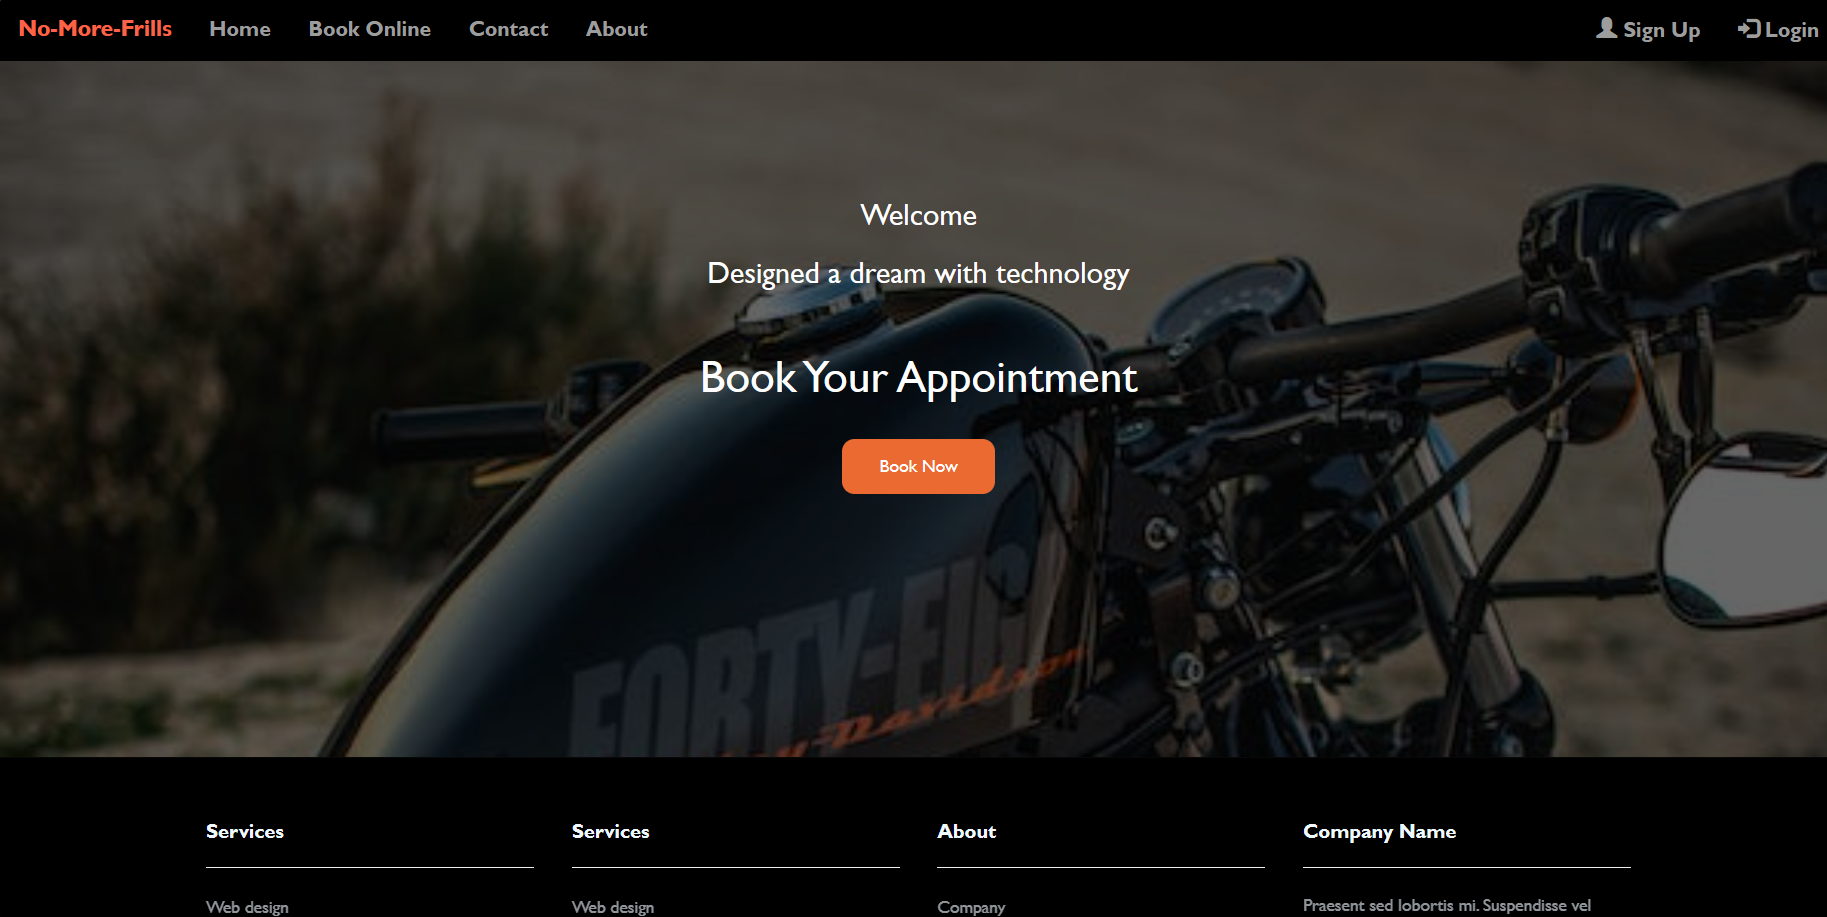 No-More-Frills Home Book Online Contact About Sign Up Login
Welcome
Designed a dream with technology
Book Your Appointment
Book Now
FORTY-EIG
Davidson
Services Services About Company Name
Web design Web design Company Praesent sed lobortis mi. Suspendisse vel